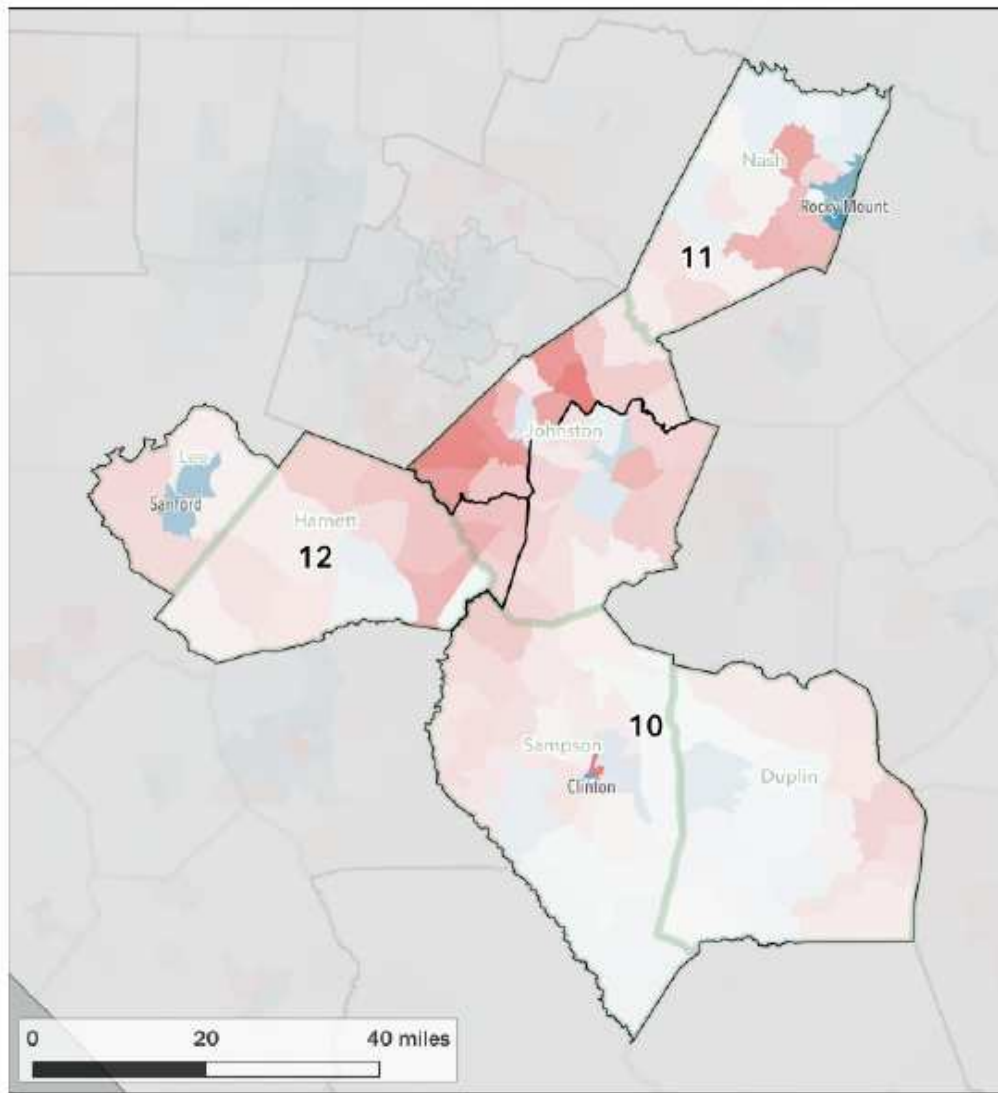 Nash
Rocky Mount
11
Johnston
Lee
Sanford
Harnett
12
10
Sampson
Clinton
Duplin
0 20 40 miles